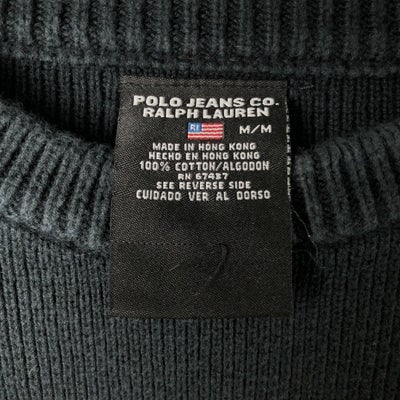 POLO JEANS CO.
RALPH LAUREN
M/M
MADE IN HONG KONG
HECHO EN HONG KONG
100% COTTON/ALGODON
RN 67437
SEE REVERSE SIDE
CUIDADO VER AL DORSO